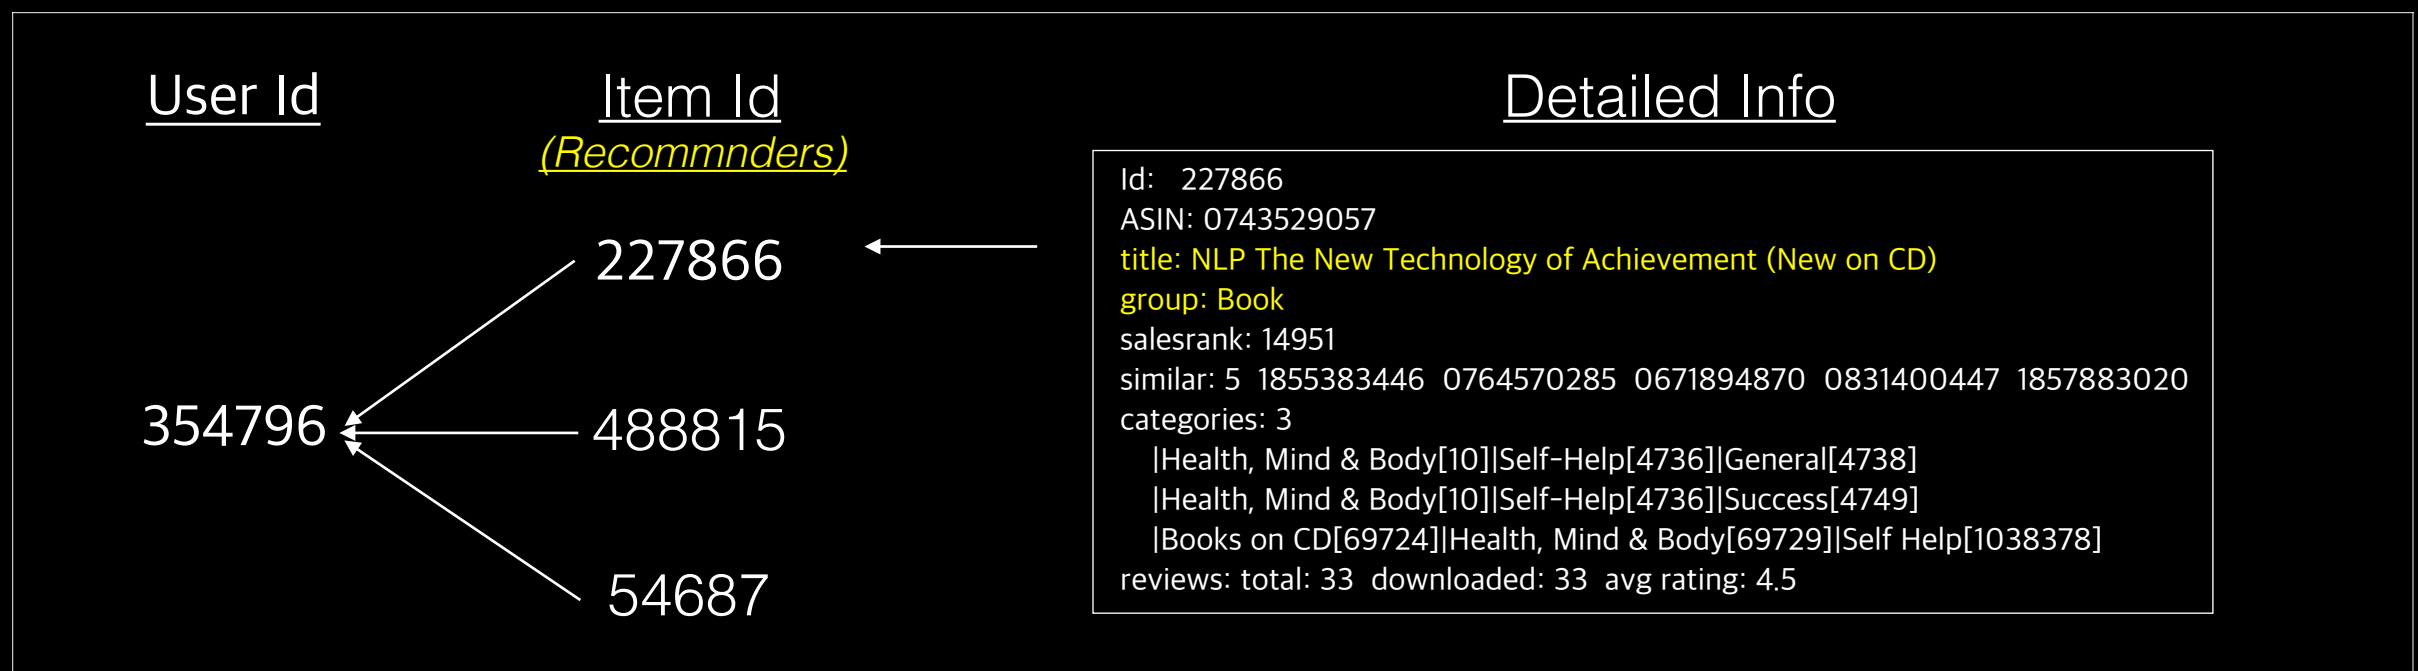 User Id
Item Id
(Recommnders)
227866
354796
488815
54687
Detailed Info
Id: 227866
ASIN: 0743529057
title: NLP The New Technology of Achievement (New on CD)
group: Book
salesrank: 14951
similar: 5 1855383446 0764570285 0671894870 0831400447 1857883020
categories: 3
|Health, Mind & Body[10]|Self-Help[4736]|General[4738]
|Health, Mind & Body[10]|Self-Help[4736]|Success[4749]
|Books on CD[69724]|Health, Mind & Body[69729]|Self Help[1038378]
reviews: total: 33 downloaded: 33 avg rating: 4.5